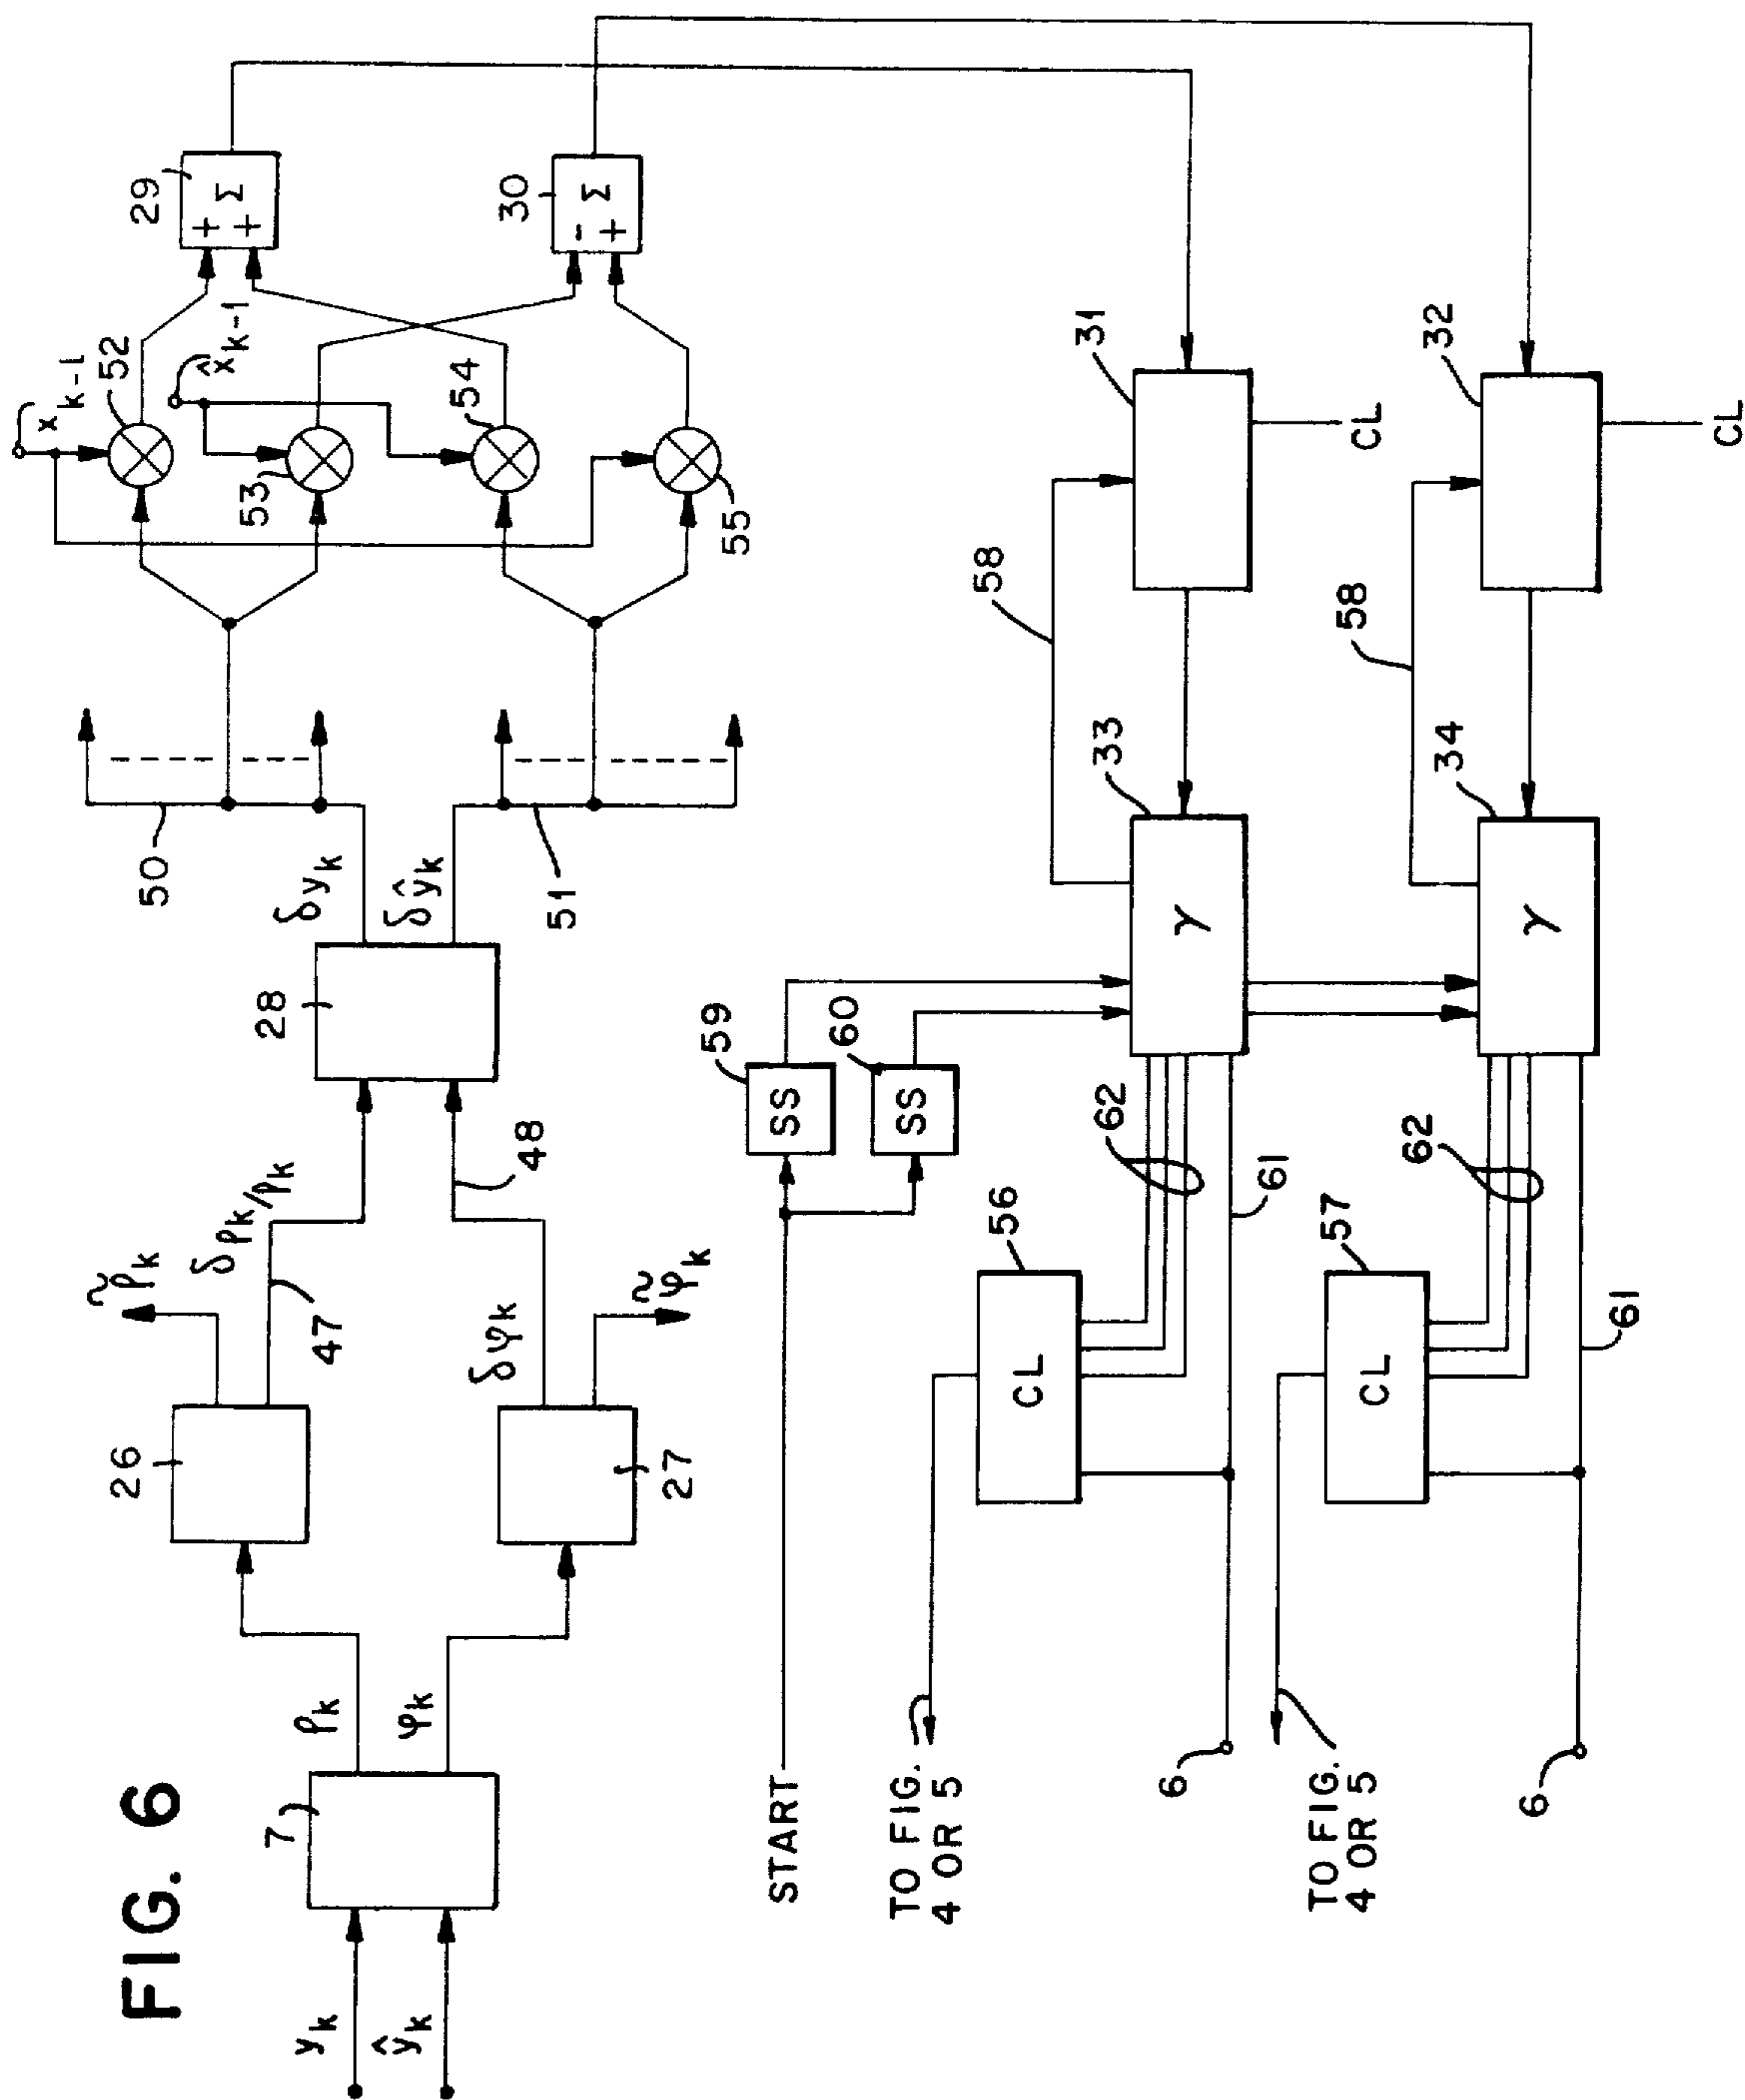 FIG. 6
y_k
ŷ_k
7
ρ_k
φ_k
26
27
ρ̃_k
φ̃_k
δρ_k/ρ_k
47
δφ_k
48
28
δy_k
δŷ_k
50
51
x_{k-1}
52
x̂_{k-1}
53
54
55
29
+
+
Σ
30
-
+
Σ
START
59
SS
60
SS
TO FIG.
4 OR 5
56
CL
62
61
6
33
γ
58
31
CL
TO FIG.
4 OR 5
57
CL
62
61
6
34
γ
58
32
CL